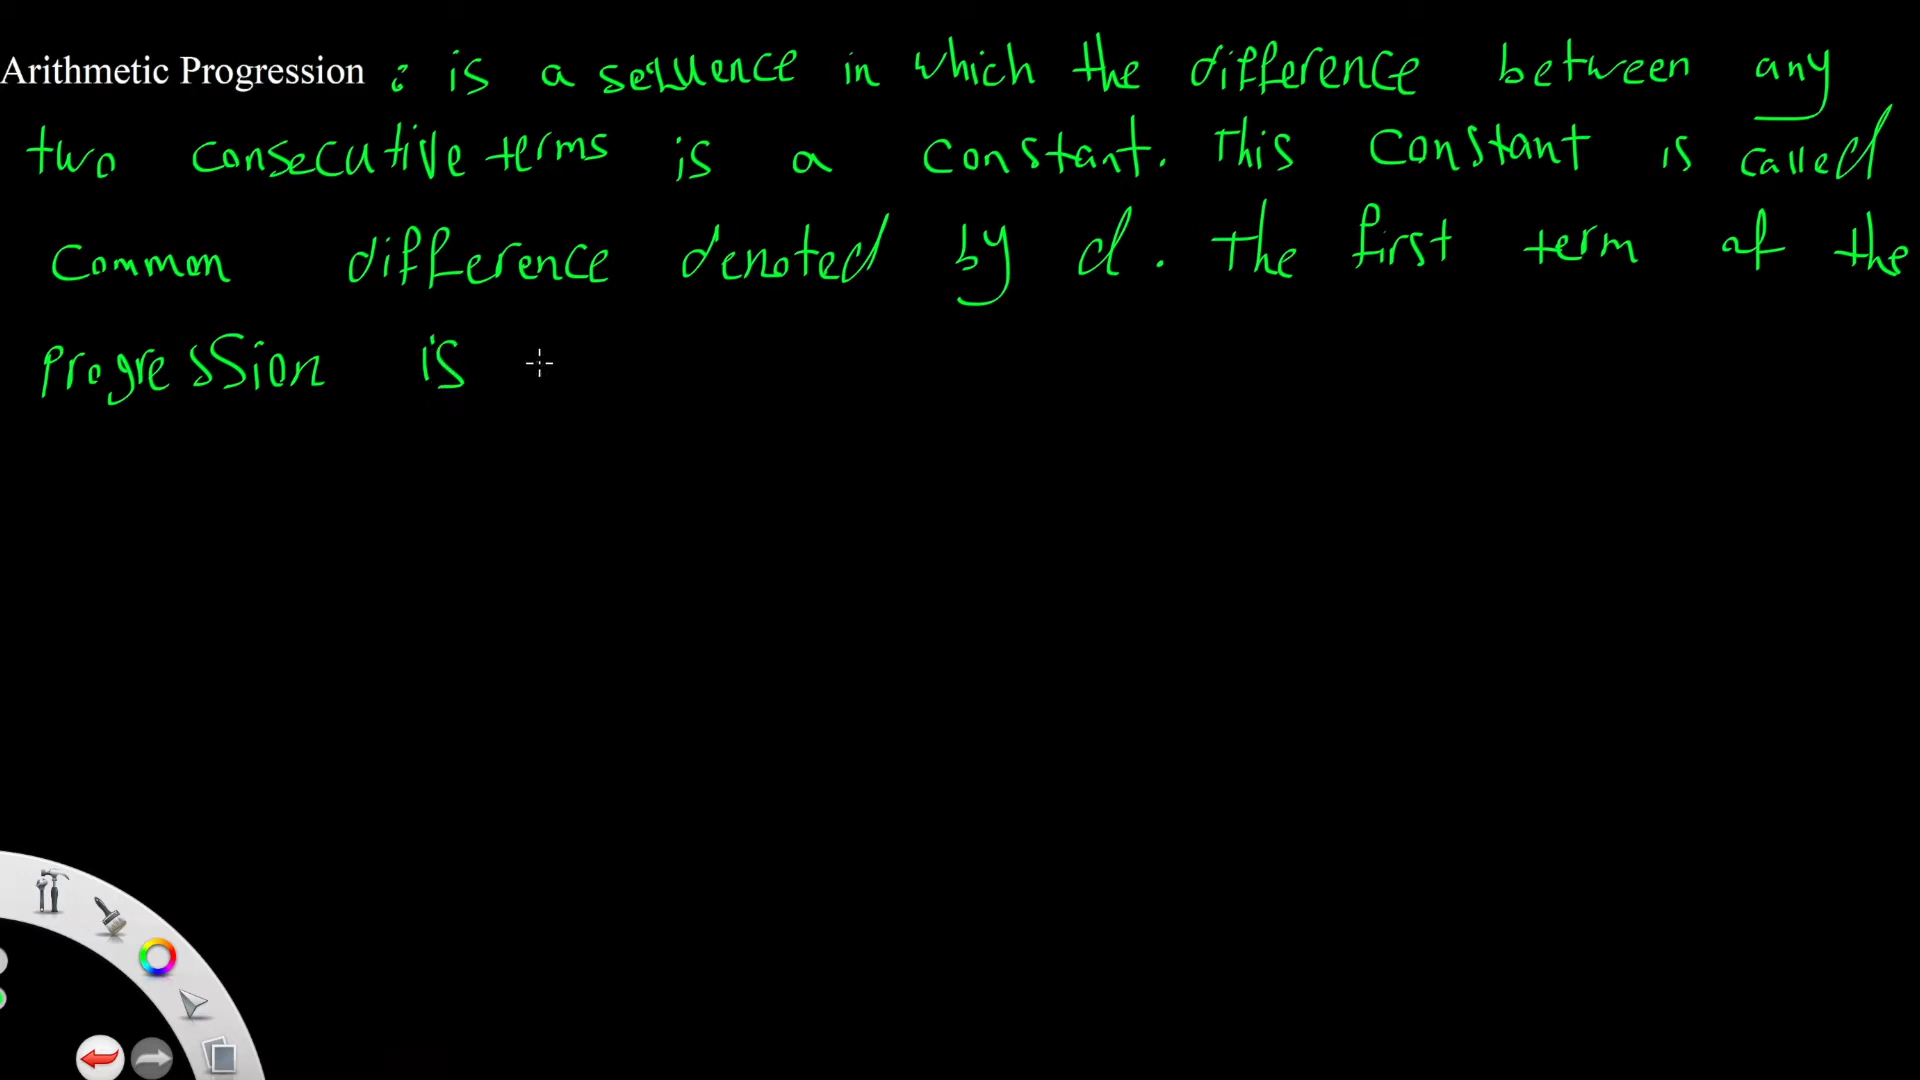 Arithmetic Progression : is a sequence in which the difference between any
two consecutive terms is a constant. This constant is called
Common difference denoted by d. The first term of the
progression is